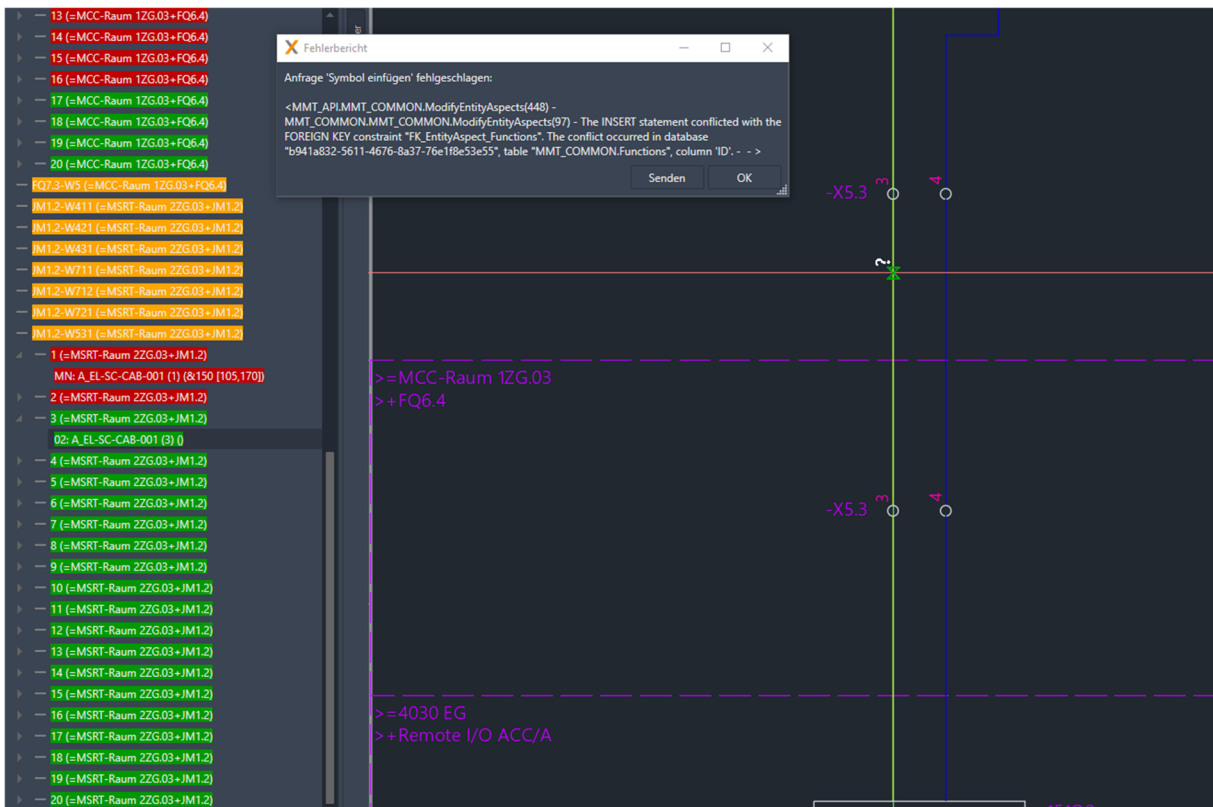 13 (=MCC-Raum 1ZG.03+FQ6.4)
14 (=MCC-Raum 1ZG.03+FQ6.4)
15 (=MCC-Raum 1ZG.03+FQ6.4)
16 (=MCC-Raum 1ZG.03+FQ6.4)
17 (=MCC-Raum 1ZG.03+FQ6.4)
18 (=MCC-Raum 1ZG.03+FQ6.4)
19 (=MCC-Raum 1ZG.03+FQ6.4)
20 (=MCC-Raum 1ZG.03+FQ6.4)
FQ7.3-W5 (=MCC-Raum 1ZG.03+FQ6.4)
JM1.2-W411 (=MSRT-Raum 2ZG.03+JM1.2)
JM1.2-W421 (=MSRT-Raum 2ZG.03+JM1.2)
JM1.2-W431 (=MSRT-Raum 2ZG.03+JM1.2)
JM1.2-W711 (=MSRT-Raum 2ZG.03+JM1.2)
JM1.2-W712 (=MSRT-Raum 2ZG.03+JM1.2)
JM1.2-W721 (=MSRT-Raum 2ZG.03+JM1.2)
JM1.2-W531 (=MSRT-Raum 2ZG.03+JM1.2)
1 (=MSRT-Raum 2ZG.03+JM1.2)
MN: A_EL-SC-CAB-001 (1) (&150 [105,170])
2 (=MSRT-Raum 2ZG.03+JM1.2)
3 (=MSRT-Raum 2ZG.03+JM1.2)
02: A_EL-SC-CAB-001 (3) ()
4 (=MSRT-Raum 2ZG.03+JM1.2)
5 (=MSRT-Raum 2ZG.03+JM1.2)
6 (=MSRT-Raum 2ZG.03+JM1.2)
7 (=MSRT-Raum 2ZG.03+JM1.2)
8 (=MSRT-Raum 2ZG.03+JM1.2)
9 (=MSRT-Raum 2ZG.03+JM1.2)
10 (=MSRT-Raum 2ZG.03+JM1.2)
11 (=MSRT-Raum 2ZG.03+JM1.2)
12 (=MSRT-Raum 2ZG.03+JM1.2)
13 (=MSRT-Raum 2ZG.03+JM1.2)
14 (=MSRT-Raum 2ZG.03+JM1.2)
15 (=MSRT-Raum 2ZG.03+JM1.2)
16 (=MSRT-Raum 2ZG.03+JM1.2)
17 (=MSRT-Raum 2ZG.03+JM1.2)
18 (=MSRT-Raum 2ZG.03+JM1.2)
19 (=MSRT-Raum 2ZG.03+JM1.2)
20 (=MSRT-Raum 2ZG.03+JM1.2)
Fehlerbericht
Anfrage 'Symbol einfügen' fehlgeschlagen:
<MMT_API.MMT_COMMON.ModifyEntityAspects(448) -
MMT_COMMON.MMT_COMMON.ModifyEntityAspects(97) - The INSERT statement conflicted with the
FOREIGN KEY constraint "FK_EntityAspect_Functions". The conflict occurred in database
"b941a832-5611-4676-8a37-76e1f8e53e55", table "MMT_COMMON.Functions", column 'ID'. - - >
Senden
OK
-X5.3 3 4
?
>=MCC-Raum 1ZG.03
>+FQ6.4
-X5.3 3 4
>=4030 EG
>+Remote I/O ACC/A